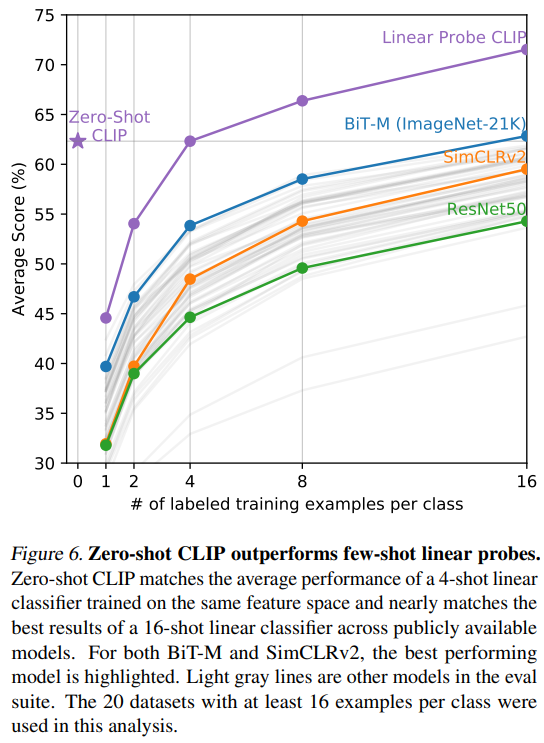 75
70
65
60
55
50
45
40
35
30
Average Score (%)
Linear Probe CLIP
Zero-Shot
CLIP
BiT-M (ImageNet-21K)
SimCLRv2
ResNet50
0 1 2 4 8 16
# of labeled training examples per class
Figure 6. Zero-shot CLIP outperforms few-shot linear probes.
Zero-shot CLIP matches the average performance of a 4-shot linear
classifier trained on the same feature space and nearly matches the
best results of a 16-shot linear classifier across publicly available
models. For both BiT-M and SimCLRv2, the best performing
model is highlighted. Light gray lines are other models in the eval
suite. The 20 datasets with at least 16 examples per class were
used in this analysis.